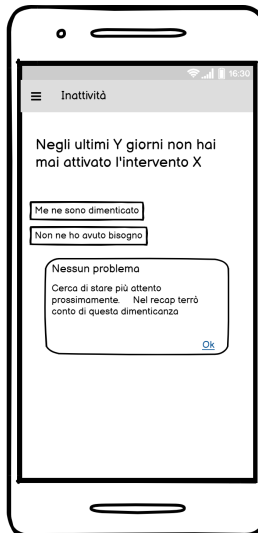 16:30
Inattività
Negli ultimi Y giorni non hai
mai attivato l'intervento X
Me ne sono dimenticato
Non ne ho avuto bisogno
Nessun problema
Cerca di stare più attento
prossimamente. Nel recap terrò
conto di questa dimenticanza
Ok